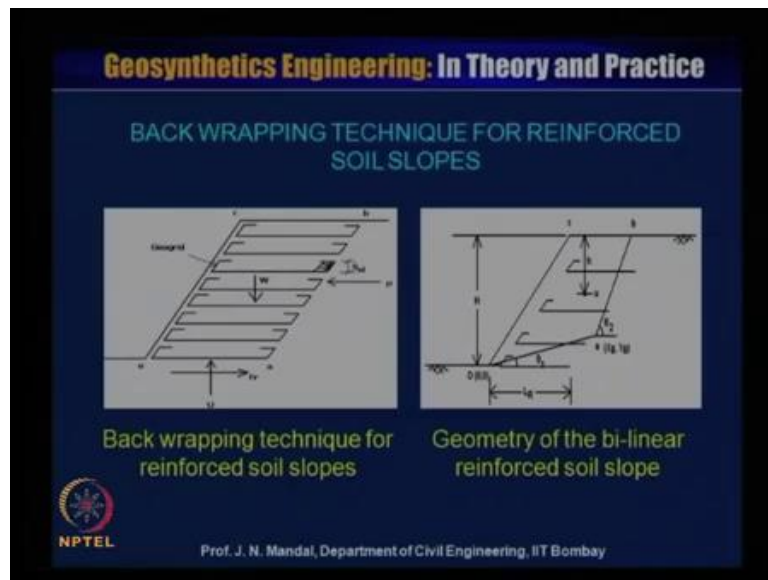 Geosynthetics Engineering: In Theory and Practice
BACK WRAPPING TECHNIQUE FOR REINFORCED
SOIL SLOPES
Geogrid
W
b
H
h
θ₂
θ₁
Back wrapping technique for
reinforced soil slopes
Geometry of the bi-linear
reinforced soil slope
NPTEL
Prof. J. N. Mandal, Department of Civil Engineering, IIT Bombay